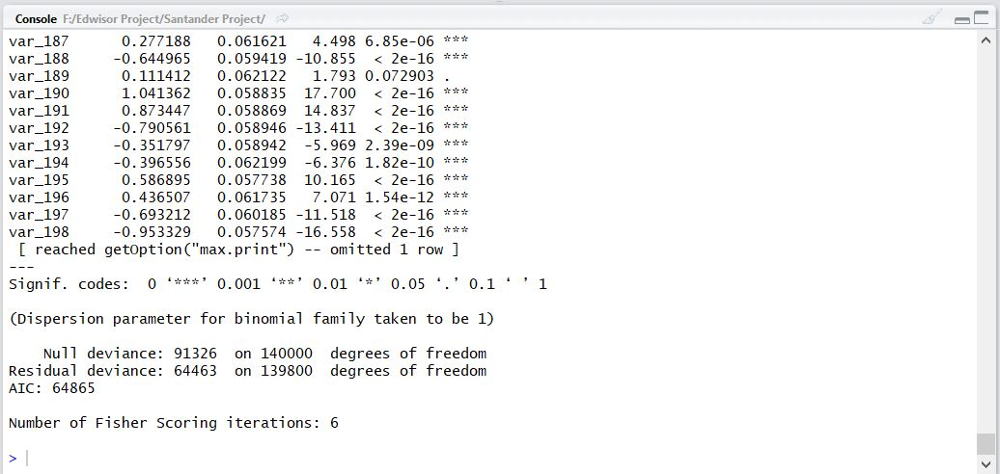 Console F:/Edwisor Project/Santander Project/
var_187 0.277188 0.061621 4.498 6.85e-06 ***
var_188 -0.644965 0.059419 -10.855 < 2e-16 ***
var_189 0.111412 0.062122 1.793 0.072903 .
var_190 1.041362 0.058835 17.700 < 2e-16 ***
var_191 0.873447 0.058869 14.837 < 2e-16 ***
var_192 -0.790561 0.058946 -13.411 < 2e-16 ***
var_193 -0.351797 0.058942 -5.969 2.39e-09 ***
var_194 -0.396556 0.062199 -6.376 1.82e-10 ***
var_195 0.586895 0.057738 10.165 < 2e-16 ***
var_196 0.436507 0.061735 7.071 1.54e-12 ***
var_197 -0.693212 0.060185 -11.518 < 2e-16 ***
var_198 -0.953329 0.057574 -16.558 < 2e-16 ***
[ reached getOption("max.print") -- omitted 1 row ]
---
Signif. codes: 0 ‘***’ 0.001 ‘**’ 0.01 ‘*’ 0.05 ‘.’ 0.1 ‘ ’ 1
(Dispersion parameter for binomial family taken to be 1)
Null deviance: 91326 on 140000 degrees of freedom
Residual deviance: 64463 on 139800 degrees of freedom
AIC: 64865
Number of Fisher Scoring iterations: 6
>